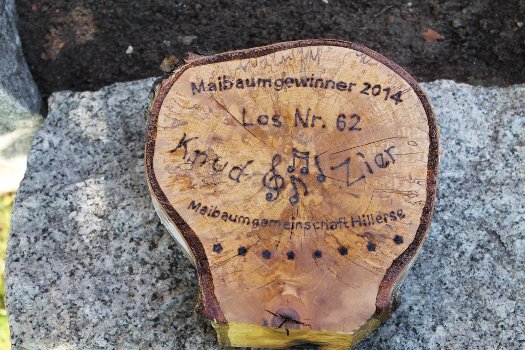 Maibaumgewinner 2014
Los Nr. 62
Knud Zier
Maibaumgemeinschaft Hillerse